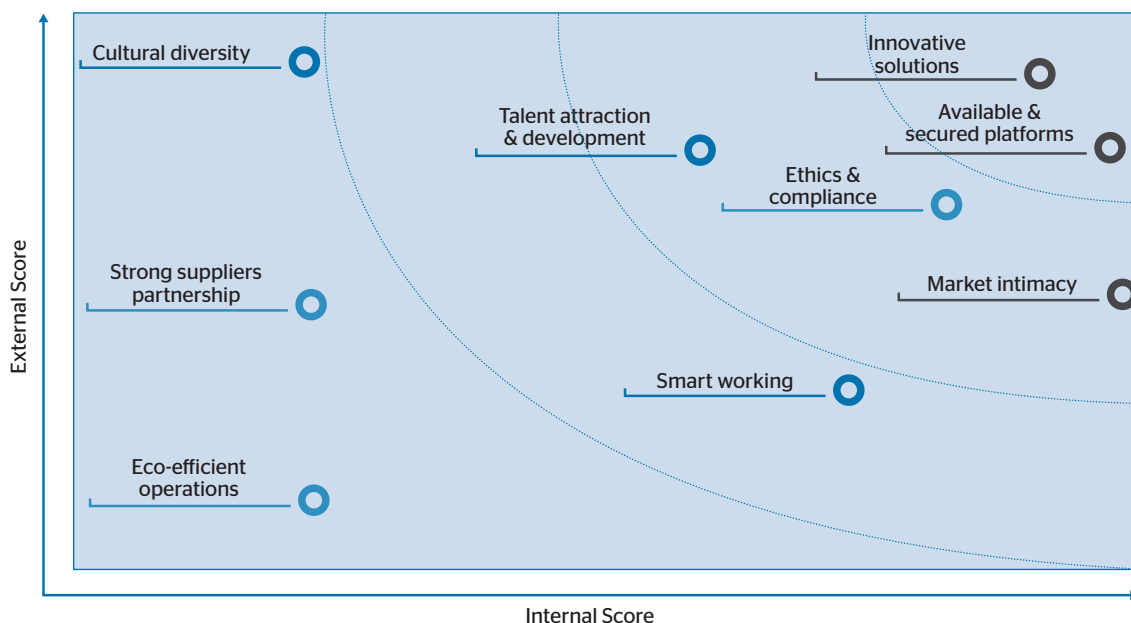 Cultural diversity
Innovative
solutions
Talent attraction
& development
Available &
secured platforms
Ethics &
compliance
Strong suppliers
partnership
Market intimacy
Smart working
Eco-efficient
operations
External Score
Internal Score